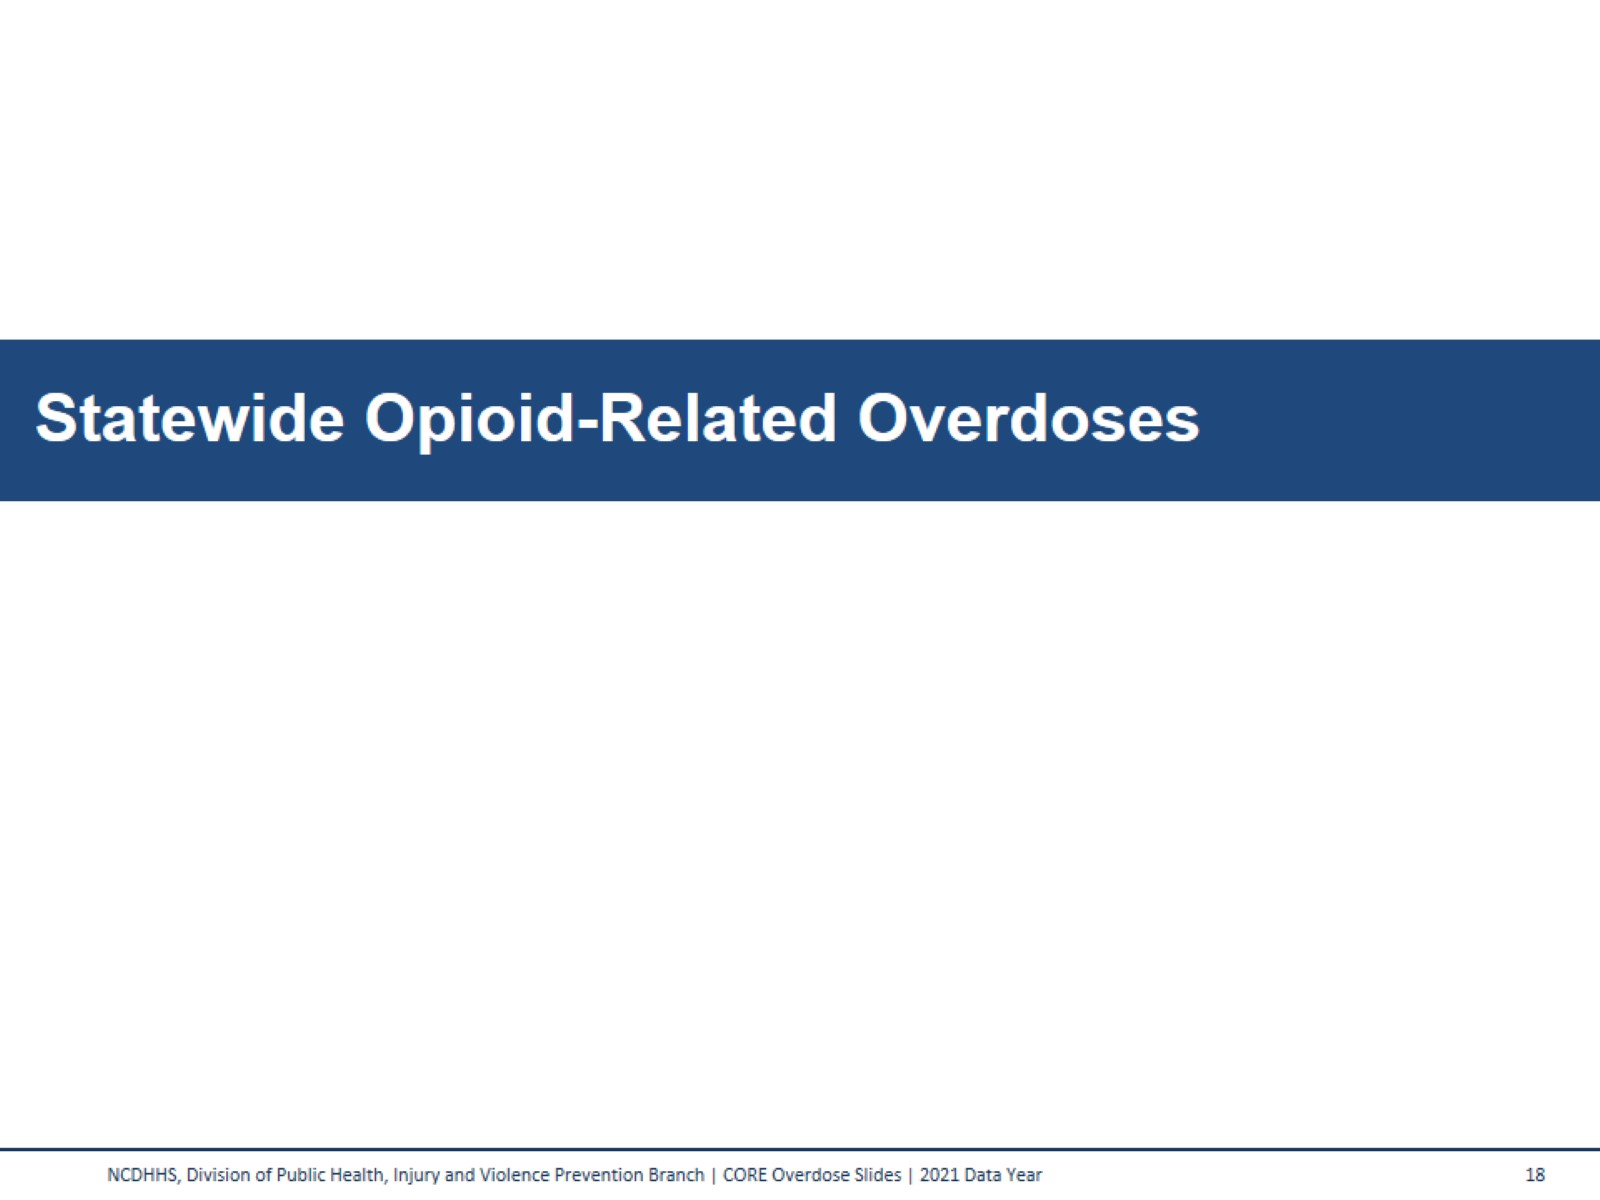 Statewide Opioid-Related Overdoses
NCDHHS, Division of Public Health, Injury and Violence Prevention Branch | CORE Overdose Slides | 2021 Data Year
18